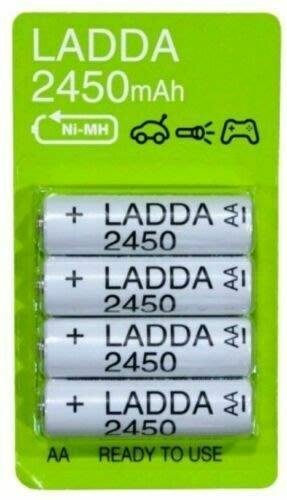 LADDA
2450mAh
Ni-MH
+ LADDA AA
2450
+ LADDA AA
2450
+ LADDA AA
2450
+ LADDA AA
2450
AA READY TO USE